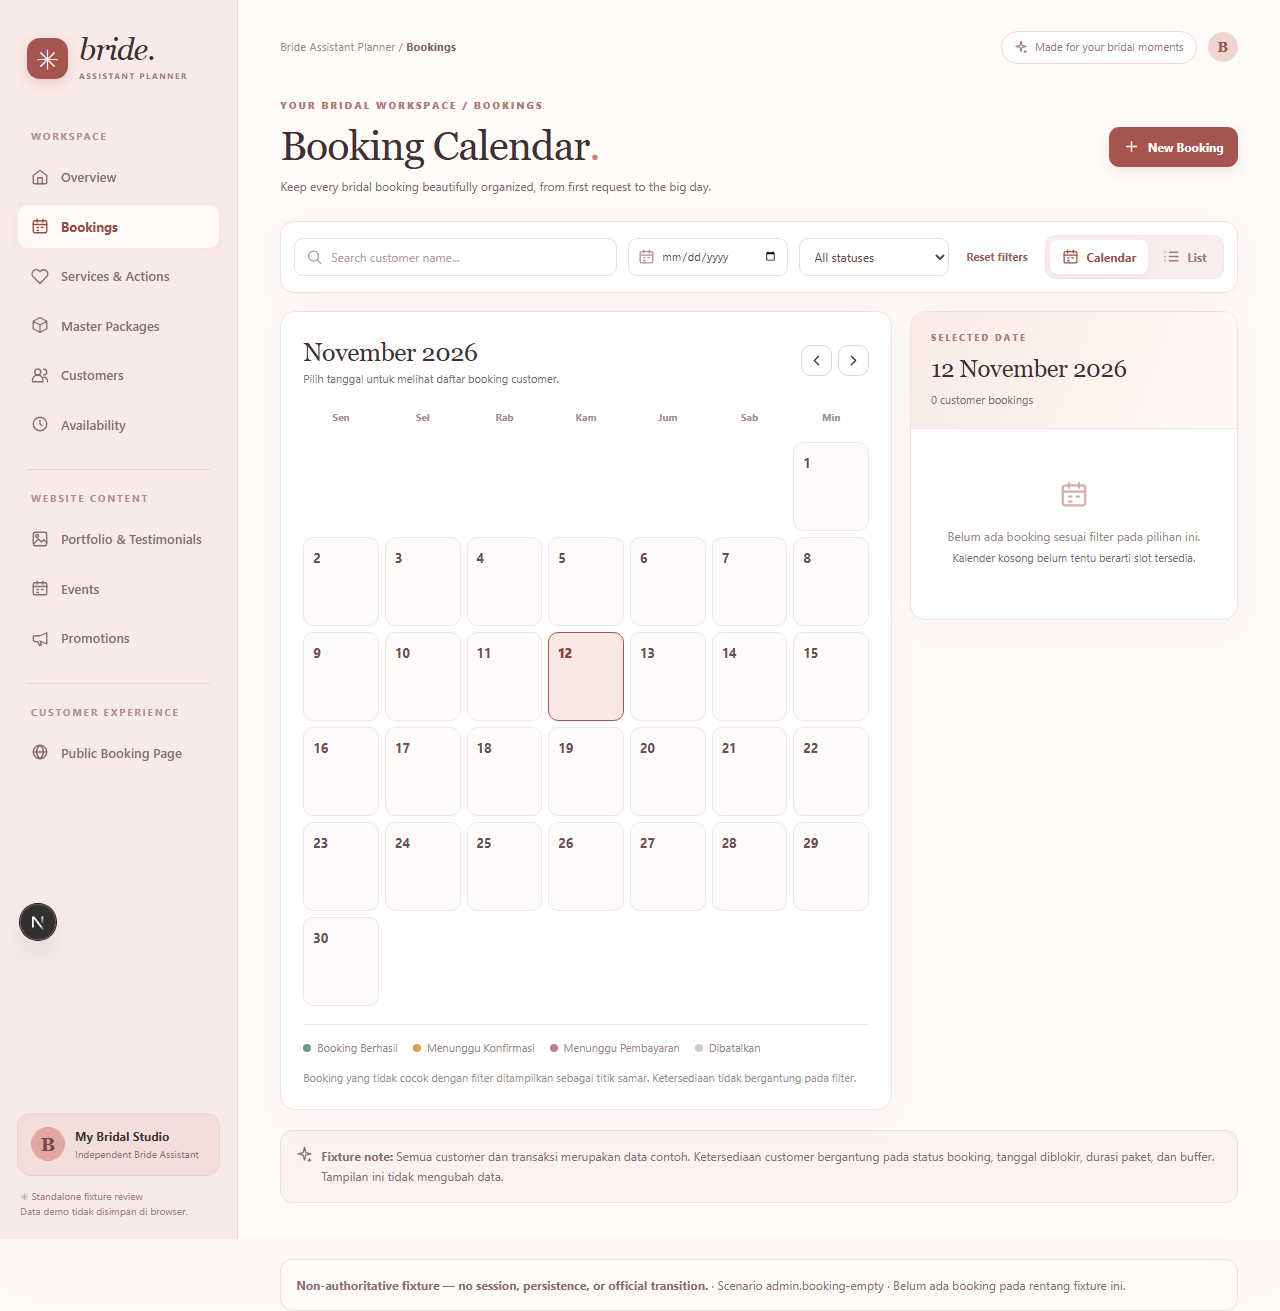 bride.
ASSISTANT PLANNER
WORKSPACE
Overview
Bookings
Services & Actions
Master Packages
Customers
Availability
WEBSITE CONTENT
Portfolio & Testimonials
Events
Promotions
CUSTOMER EXPERIENCE
Public Booking Page
N
B
My Bridal Studio
Independent Bride Assistant
✳ Standalone fixture review
Data demo tidak disimpan di browser.
Bride Assistant Planner / Bookings
Made for your bridal moments
B
YOUR BRIDAL WORKSPACE / BOOKINGS
Booking Calendar.
Keep every bridal booking beautifully organized, from first request to the big day.
+ New Booking
Search customer name...
mm/dd/yyyy
All statuses
Reset filters
Calendar
List
November 2026
Pilih tanggal untuk melihat daftar booking customer.
Sen Sel Rab Kam Jum Sab Min
1
2 3 4 5 6 7 8
9 10 11 12 13 14 15
16 17 18 19 20 21 22
23 24 25 26 27 28 29
30
Booking Berhasil Menunggu Konfirmasi Menunggu Pembayaran Dibatalkan
Booking yang tidak cocok dengan filter ditampilkan sebagai titik samar. Ketersediaan tidak bergantung pada filter.
SELECTED DATE
12 November 2026
0 customer bookings
Belum ada booking sesuai filter pada pilihan ini.
Kalender kosong belum tentu berarti slot tersedia.
Fixture note: Semua customer dan transaksi merupakan data contoh. Ketersediaan customer bergantung pada status booking, tanggal diblokir, durasi paket, dan buffer.
Tampilan ini tidak mengubah data.
Non-authoritative fixture — no session, persistence, or official transition. · Scenario admin.booking-empty · Belum ada booking pada rentang fixture ini.